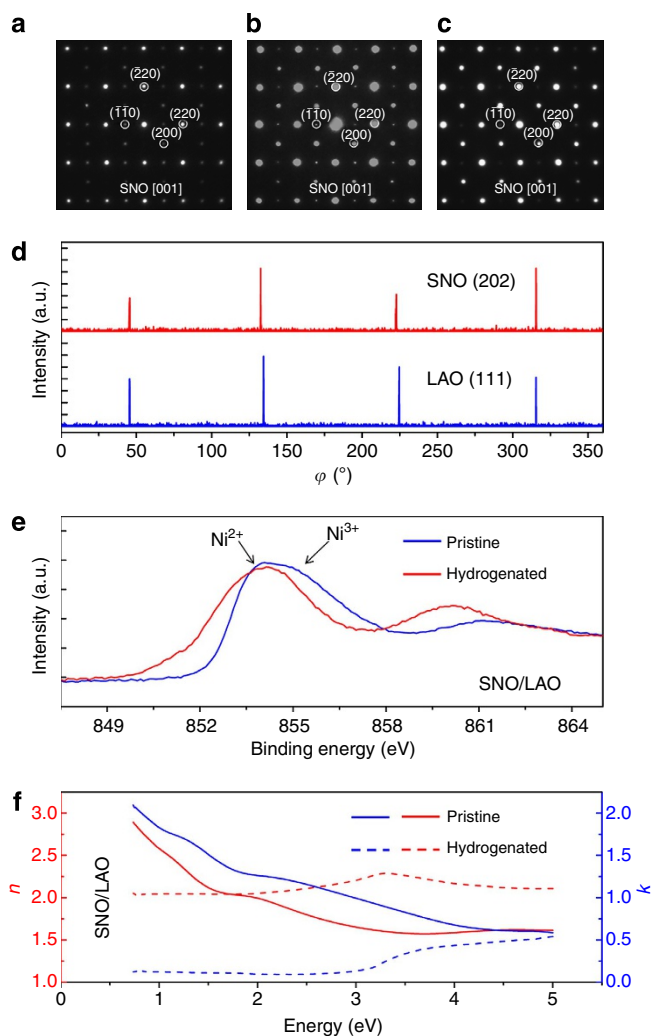 a
b
c
(2̄20)
(1̄1̄0)
(220)
(200)
SNO [001]
(2̄20)
(1̄1̄0)
(220)
(200)
SNO [001]
(2̄20)
(1̄1̄0)
(220)
(200)
SNO [001]
d
Intensity (a.u.)
SNO (202)
LAO (111)
0 50 100 150 200 250 300 350
φ (°)
e
Intensity (a.u.)
Ni²⁺
Ni³⁺
Pristine
Hydrogenated
SNO/LAO
849 852 855 858 861 864
Binding energy (eV)
f
n
3.0
2.5
2.0
1.5
1.0
SNO/LAO
Pristine
Hydrogenated
2.0
1.5
1.0
0.5
0.0
k
0 1 2 3 4 5
Energy (eV)